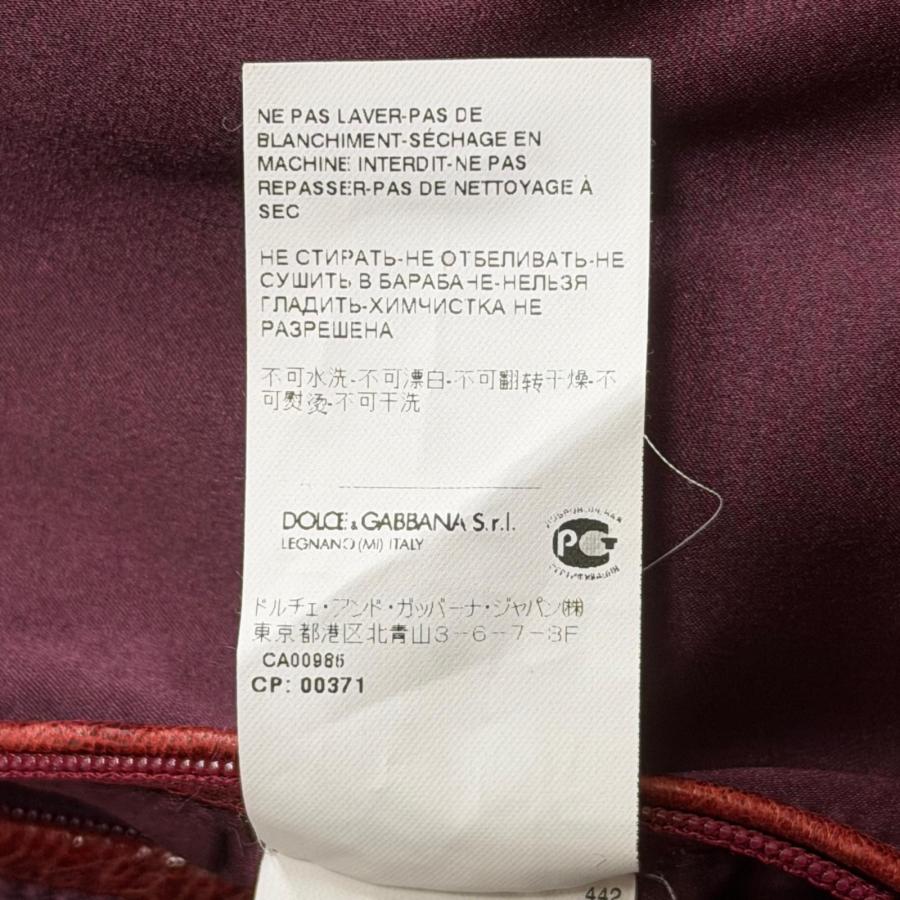 NE PAS LAVER-PAS DE
BLANCHIMENT-SÉCHAGE EN
MACHINE INTERDIT-NE PAS
REPASSER-PAS DE NETTOYAGE À
SEC
НЕ СТИРАТЬ-НЕ ОТБЕЛИВАТЬ-НЕ
СУШИТЬ В БАРАБАНЕ-НЕЛЬЗЯ
ГЛАДИТЬ-ХИМЧИСТКА НЕ
РАЗРЕШЕНА
不可水洗-不可漂白-不可翻转干燥-不
可熨烫-不可干洗
DOLCE & GABBANA S.r.l.
LEGNANO (MI) ITALY
PCT
ドルチェ・アンド・ガッバーナ・ジャパン(株)
東京都港区北青山3-6-7-8F
CA00986
CP: 00371
442